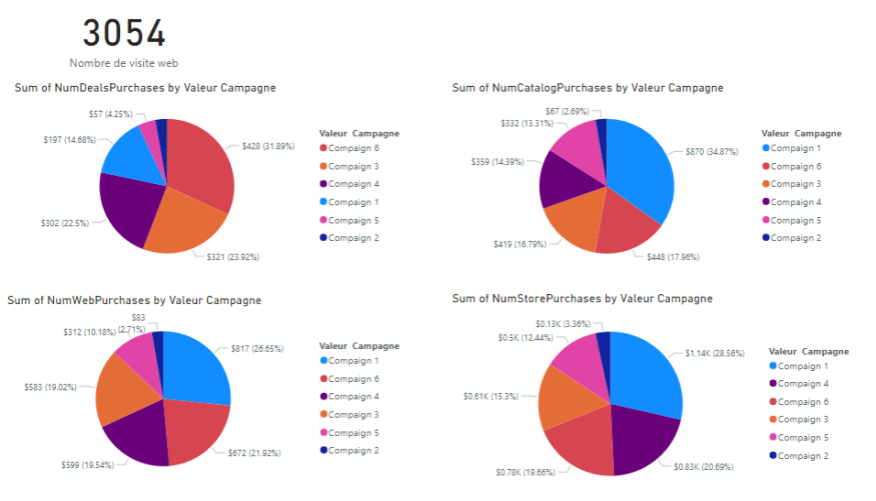 3054
Nombre de visite web
Sum of NumDealsPurchases by Valeur Campagne
$57 (4.25%)
$197 (14.68%)
$428 (31.89%)
$302 (22.5%)
$321 (23.92%)
Valeur Campagne
Compaign 6
Compaign 3
Compaign 4
Compaign 1
Compaign 5
Compaign 2
Sum of NumCatalogPurchases by Valeur Campagne
$67 (2.69%)
$332 (13.31%)
$870 (34.87%)
$359 (14.39%)
$419 (16.79%)
$448 (17.96%)
Valeur Campagne
Compaign 1
Compaign 6
Compaign 3
Compaign 4
Compaign 5
Compaign 2
Sum of NumWebPurchases by Valeur Campagne
$83
(2.71%)
$312 (10.18%)
$817 (26.65%)
$583 (19.02%)
$599 (19.54%)
$672 (21.92%)
Valeur Campagne
Compaign 1
Compaign 6
Compaign 4
Compaign 3
Compaign 5
Compaign 2
Sum of NumStorePurchases by Valeur Campagne
$0.13K (3.36%)
$0.5K (12.44%)
$1.14K (28.56%)
$0.61K (15.3%)
$0.78K (19.66%)
$0.83K (20.69%)
Valeur Campagne
Compaign 1
Compaign 4
Compaign 6
Compaign 3
Compaign 5
Compaign 2